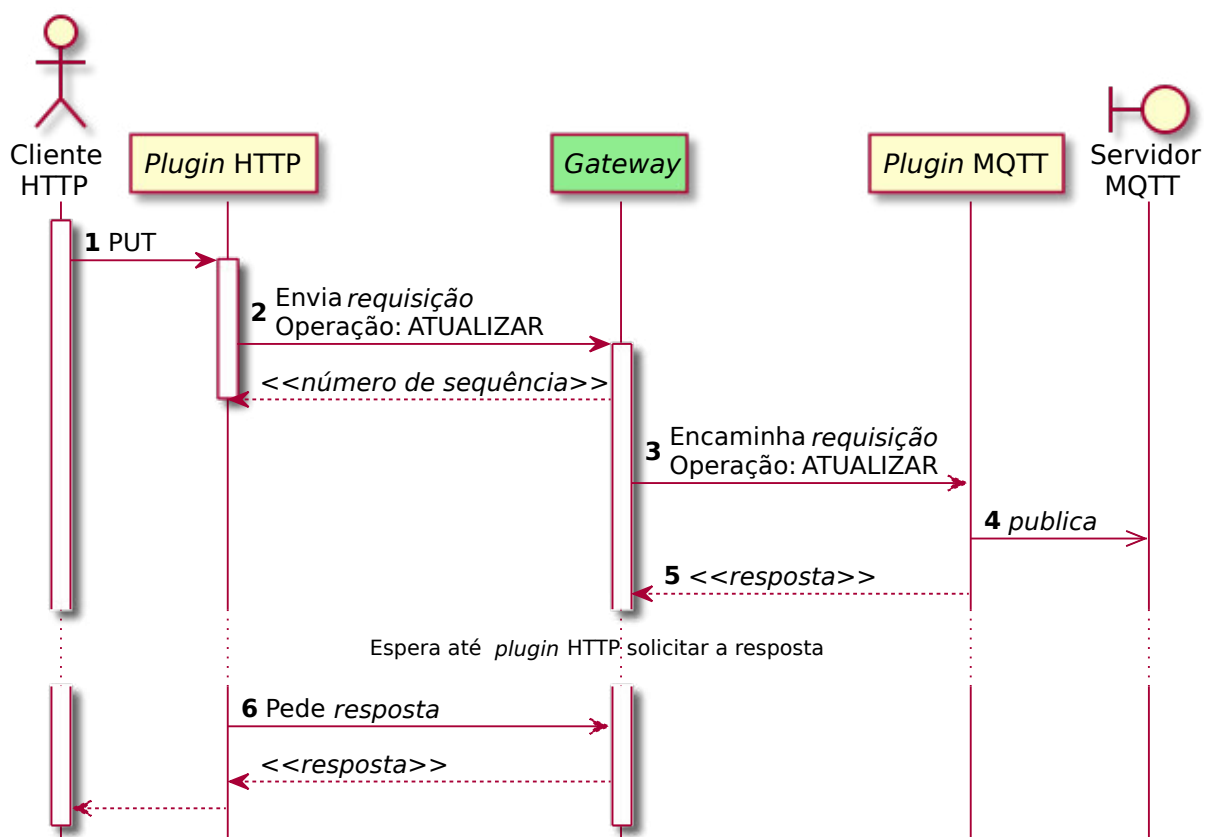 Cliente
HTTP
Plugin HTTP
Gateway
Plugin MQTT
Servidor
MQTT
1 PUT
2 Envia requisição
Operação: ATUALIZAR
<<número de sequência>>
3 Encaminha requisição
Operação: ATUALIZAR
4 publica
5 <<resposta>>
Espera até plugin HTTP solicitar a resposta
6 Pede resposta
<<resposta>>